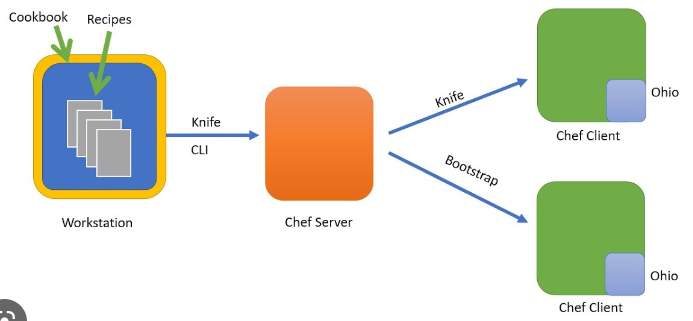 Cookbook
Recipes
Workstation
Knife
CLI
Chef Server
Knife
Bootstrap
Ohio
Chef Client
Ohio
Chef Client